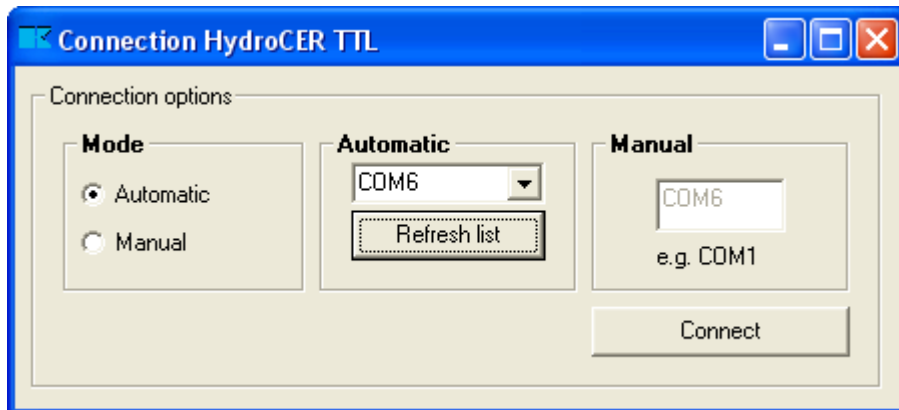 Connection HydroCER TTL
Connection options
Mode
Automatic
Manual
Automatic
COM6
Refresh list
Manual
COM6
e.g. COM1
Connect